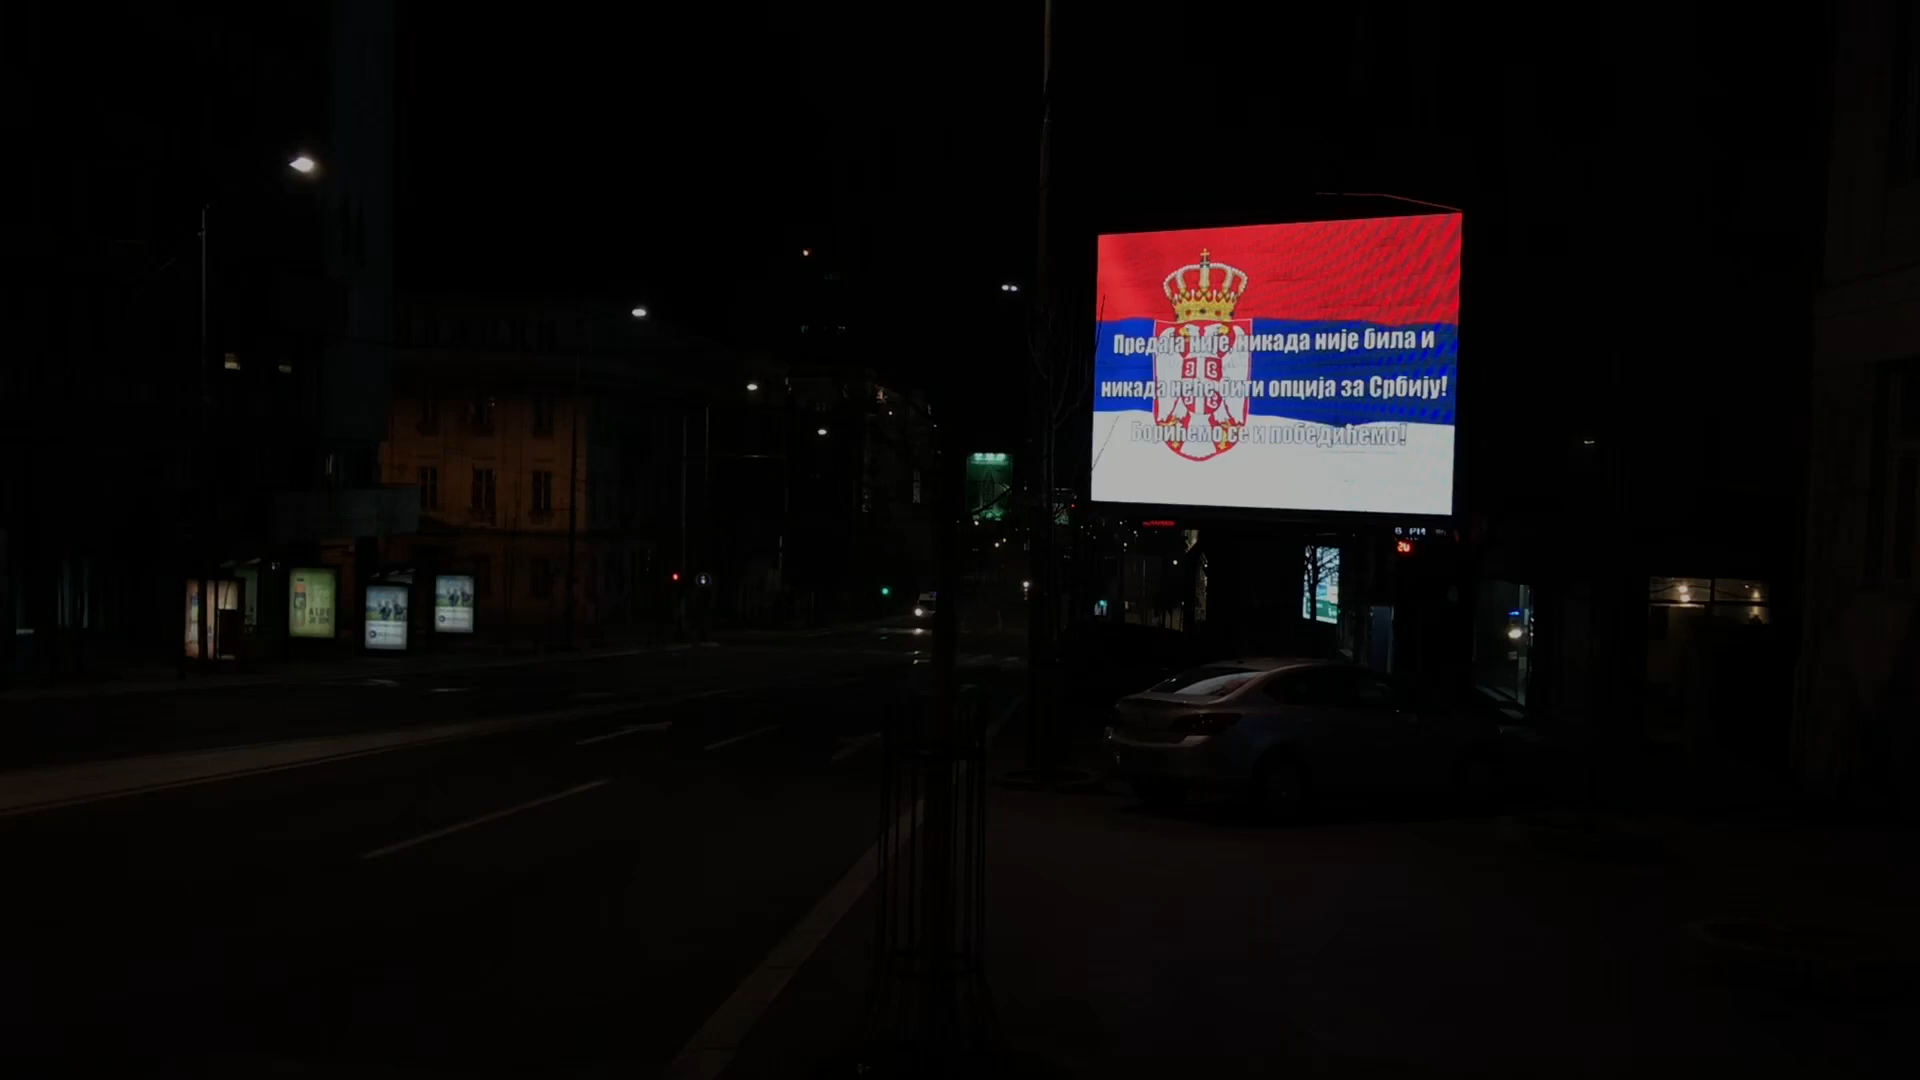 Предаја није, никада није била и
никада неће бити опција за Србију!
Борићемо се и победићемо!